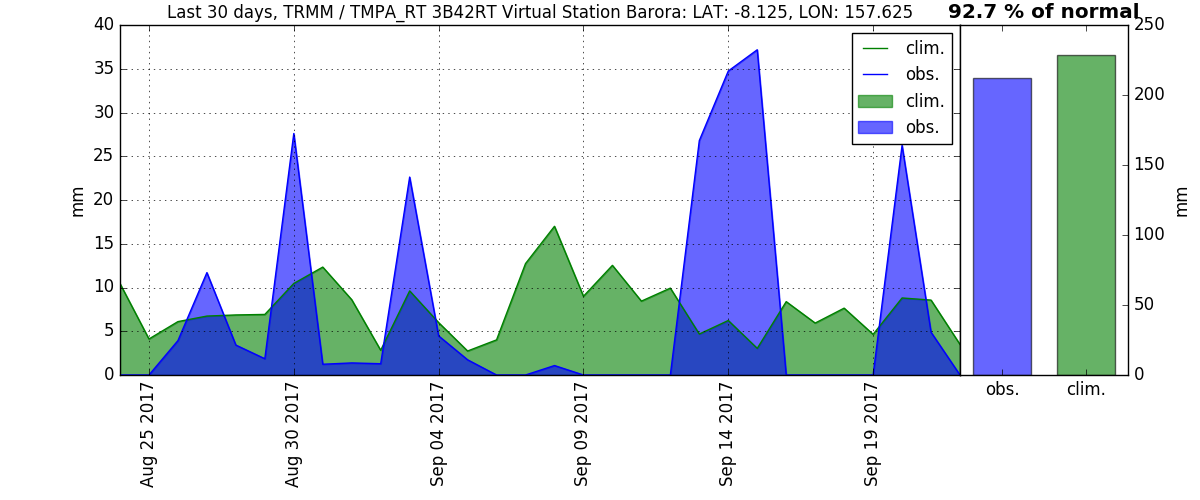 Last 30 days, TRMM / TMPA_RT 3B42RT Virtual Station Barora: LAT: -8.125, LON: 157.625
92.7 % of normal
40
35
30
25
20
15
10
5
0
mm
clim.
obs.
clim.
obs.
Aug 25 2017
Aug 30 2017
Sep 04 2017
Sep 09 2017
Sep 14 2017
Sep 19 2017
250
200
150
100
50
0
mm
obs.
clim.